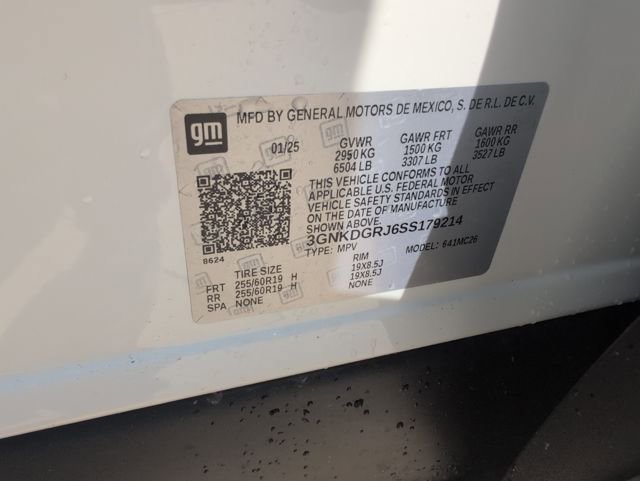 MFD BY GENERAL MOTORS DE MEXICO, S. DE R.L. DE C.V.
gm
01/25 GVWR GAWR FRT GAWR RR
2950 KG 1500 KG 1600 KG
6504 LB 3307 LB 3527 LB
THIS VEHICLE CONFORMS TO ALL
APPLICABLE U.S. FEDERAL MOTOR
VEHICLE SAFETY STANDARDS IN EFFECT
ON THE DATE OF MANUFACTURE
SHOWN ABOVE.
3GNKDGRJ6SS179214
TYPE: MPV MODEL: 641MC26
8624
TIRE SIZE RIM
FRT 255/60R19 H 19X8.5J
RR 255/60R19 H 19X8.5J
SPA NONE NONE